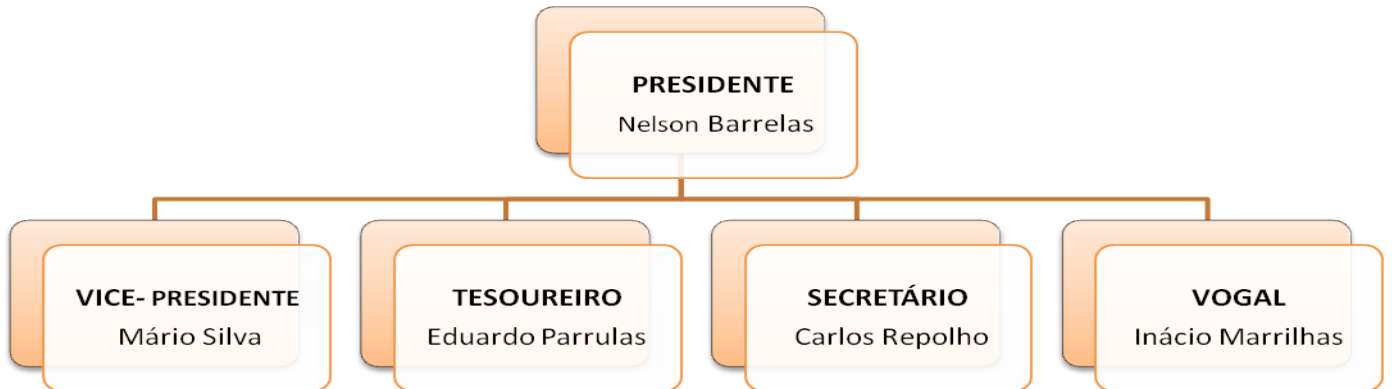 PRESIDENTE
Nelson Barrelas
VICE- PRESIDENTE
Mário Silva
TESOUREIRO
Eduardo Parrulas
SECRETÁRIO
Carlos Repolho
VOGAL
Inácio Marrilhas